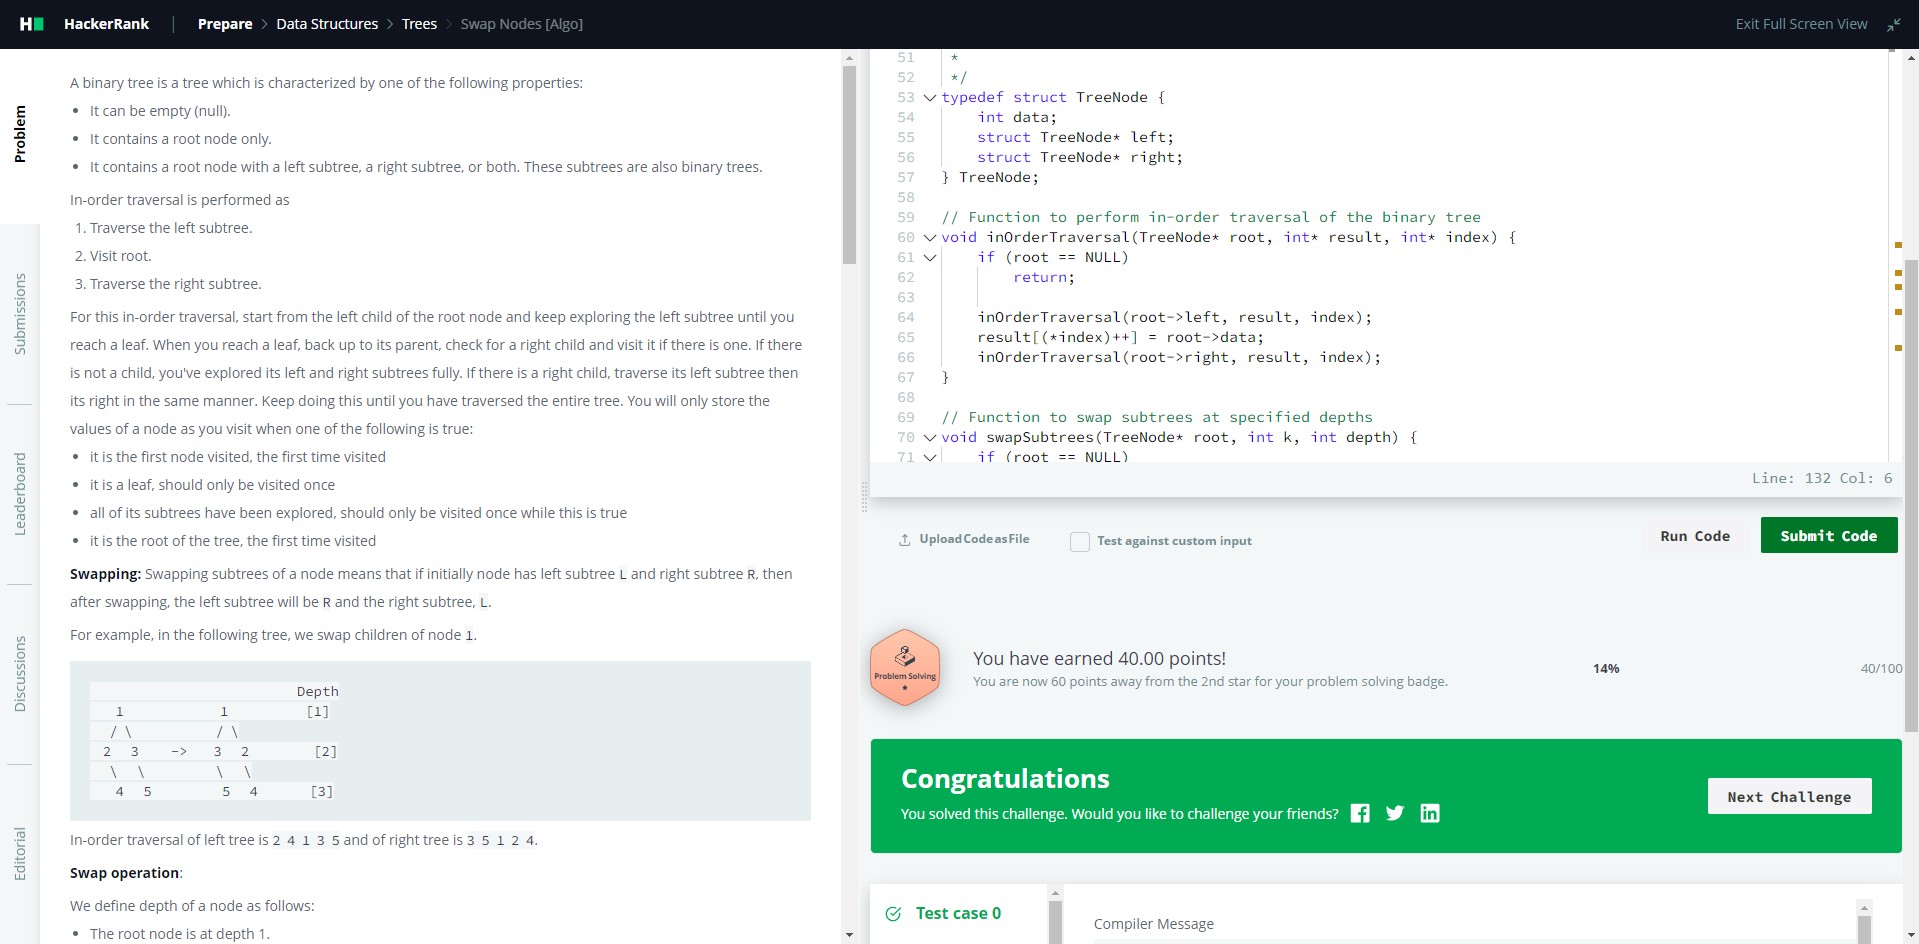 HackerRank | Prepare > Data Structures > Trees > Swap Nodes [Algo]
Exit Full Screen View
Problem
Submissions
Leaderboard
Discussions
Editorial
A binary tree is a tree which is characterized by one of the following properties:
• It can be empty (null).
• It contains a root node only.
• It contains a root node with a left subtree, a right subtree, or both. These subtrees are also binary trees.
In-order traversal is performed as
1. Traverse the left subtree.
2. Visit root.
3. Traverse the right subtree.
For this in-order traversal, start from the left child of the root node and keep exploring the left subtree until you
reach a leaf. When you reach a leaf, back up to its parent, check for a right child and visit it if there is one. If there
is not a child, you've explored its left and right subtrees fully. If there is a right child, traverse its left subtree then
its right in the same manner. Keep doing this until you have traversed the entire tree. You will only store the
values of a node as you visit when one of the following is true:
• it is the first node visited, the first time visited
• it is a leaf, should only be visited once
• all of its subtrees have been explored, should only be visited once while this is true
• it is the root of the tree, the first time visited
Swapping: Swapping subtrees of a node means that if initially node has left subtree L and right subtree R, then
after swapping, the left subtree will be R and the right subtree, L.
For example, in the following tree, we swap children of node 1.
Depth
1 1 [1]
/ \ / \
2 3 -> 3 2 [2]
\ \ \ \
4 5 5 4 [3]
In-order traversal of left tree is 2 4 1 3 5 and of right tree is 3 5 1 2 4.
Swap operation:
We define depth of a node as follows:
• The root node is at depth 1.
51 *
52 */
53 typedef struct TreeNode {
54 int data;
55 struct TreeNode* left;
56 struct TreeNode* right;
57 } TreeNode;
58
59 // Function to perform in-order traversal of the binary tree
60 void inOrderTraversal(TreeNode* root, int* result, int* index) {
61 if (root == NULL)
62 return;
63
64 inOrderTraversal(root->left, result, index);
65 result[(*index)++] = root->data;
66 inOrderTraversal(root->right, result, index);
67 }
68
69 // Function to swap subtrees at specified depths
70 void swapSubtrees(TreeNode* root, int k, int depth) {
71 if (root == NULL)
Line: 132 Col: 6
Upload Code as File
Test against custom input
Run Code
Submit Code
Problem Solving
You have earned 40.00 points!
You are now 60 points away from the 2nd star for your problem solving badge.
14%
40/100
Congratulations
You solved this challenge. Would you like to challenge your friends?
Next Challenge
Test case 0
Compiler Message